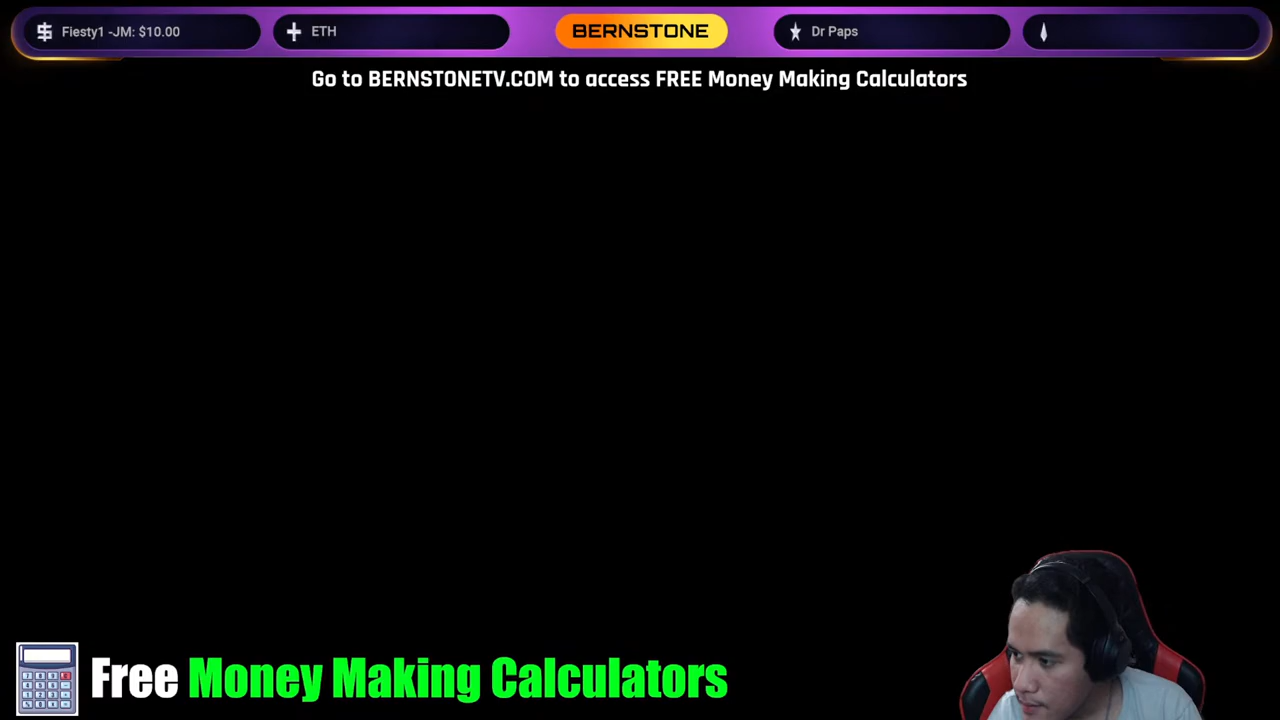 Fiesty1 -JM: $10.00
ETH
BERNSTONE
Dr Paps
Go to BERNSTONETV.COM to access FREE Money Making Calculators
Free Money Making Calculators